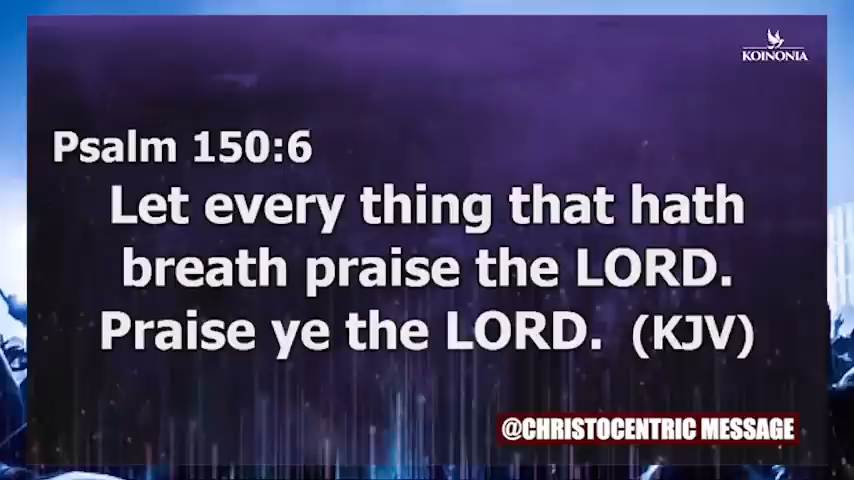 KOINONIA
Psalm 150:6
Let every thing that hath
breath praise the LORD.
Praise ye the LORD. (KJV)
@CHRISTOCENTRIC MESSAGE